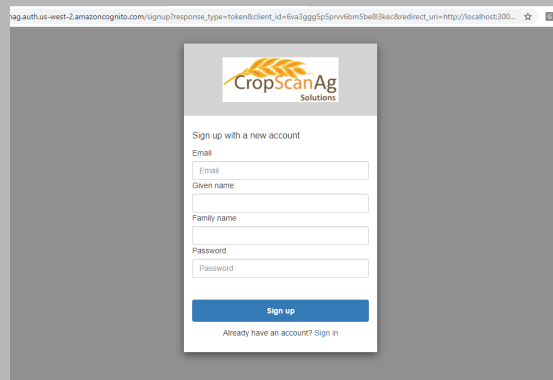 nag.auth.us-west-2.amazoncognito.com/signup?response_type=token&client_id=6va3ggg5p5prvv6bm5be8l3kec&redirect_uri=http://localhost:300...
CropScanAg
Solutions
Sign up with a new account
Email
Email
Given name
Family name
Password
Password
Sign up
Already have an account? Sign in